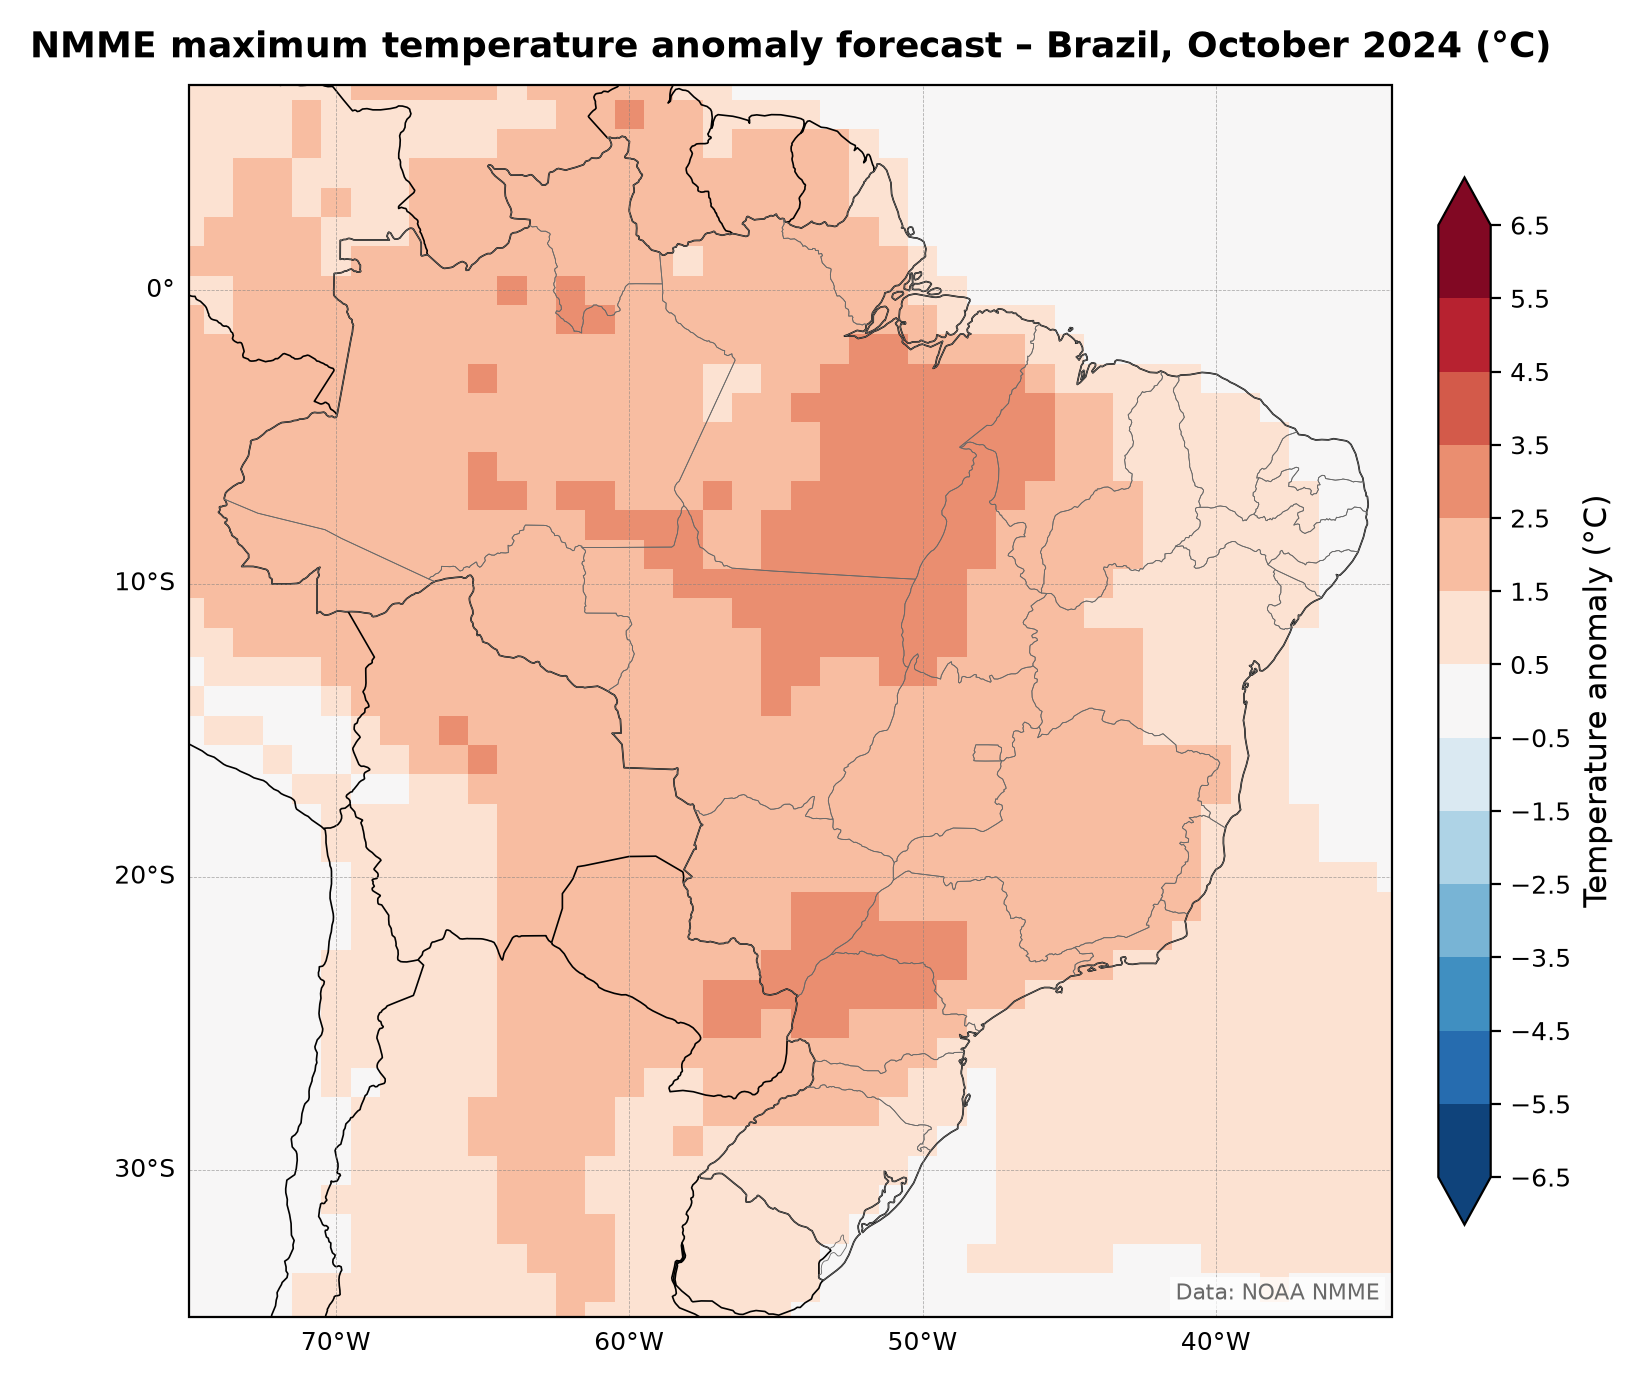 NMME maximum temperature anomaly forecast – Brazil, October 2024 (°C)
0°
10°S
20°S
30°S
70°W
60°W
50°W
40°W
6.5
5.5
4.5
3.5
2.5
1.5
0.5
−0.5
−1.5
−2.5
−3.5
−4.5
−5.5
−6.5
Temperature anomaly (°C)
Data: NOAA NMME